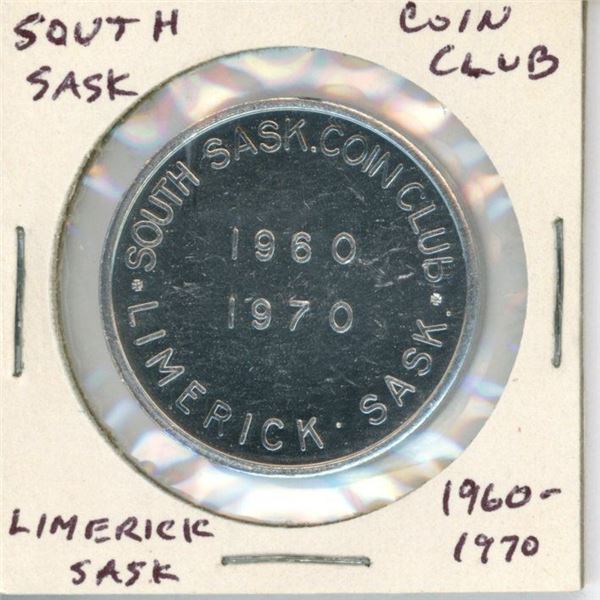 SOUTH
SASK
COIN
CLUB
SOUTH SASK. COIN CLUB
1960
1970
LIMERICK · SASK.
LIMERICK
SASK
1960-
1970